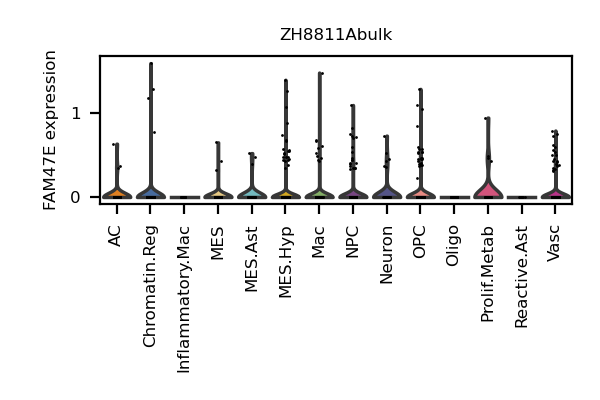 ZH8811Abulk
FAM47E expression
1
0
AC
Chromatin.Reg
Inflammatory.Mac
MES
MES.Ast
MES.Hyp
Mac
NPC
Neuron
OPC
Oligo
Prolif.Metab
Reactive.Ast
Vasc